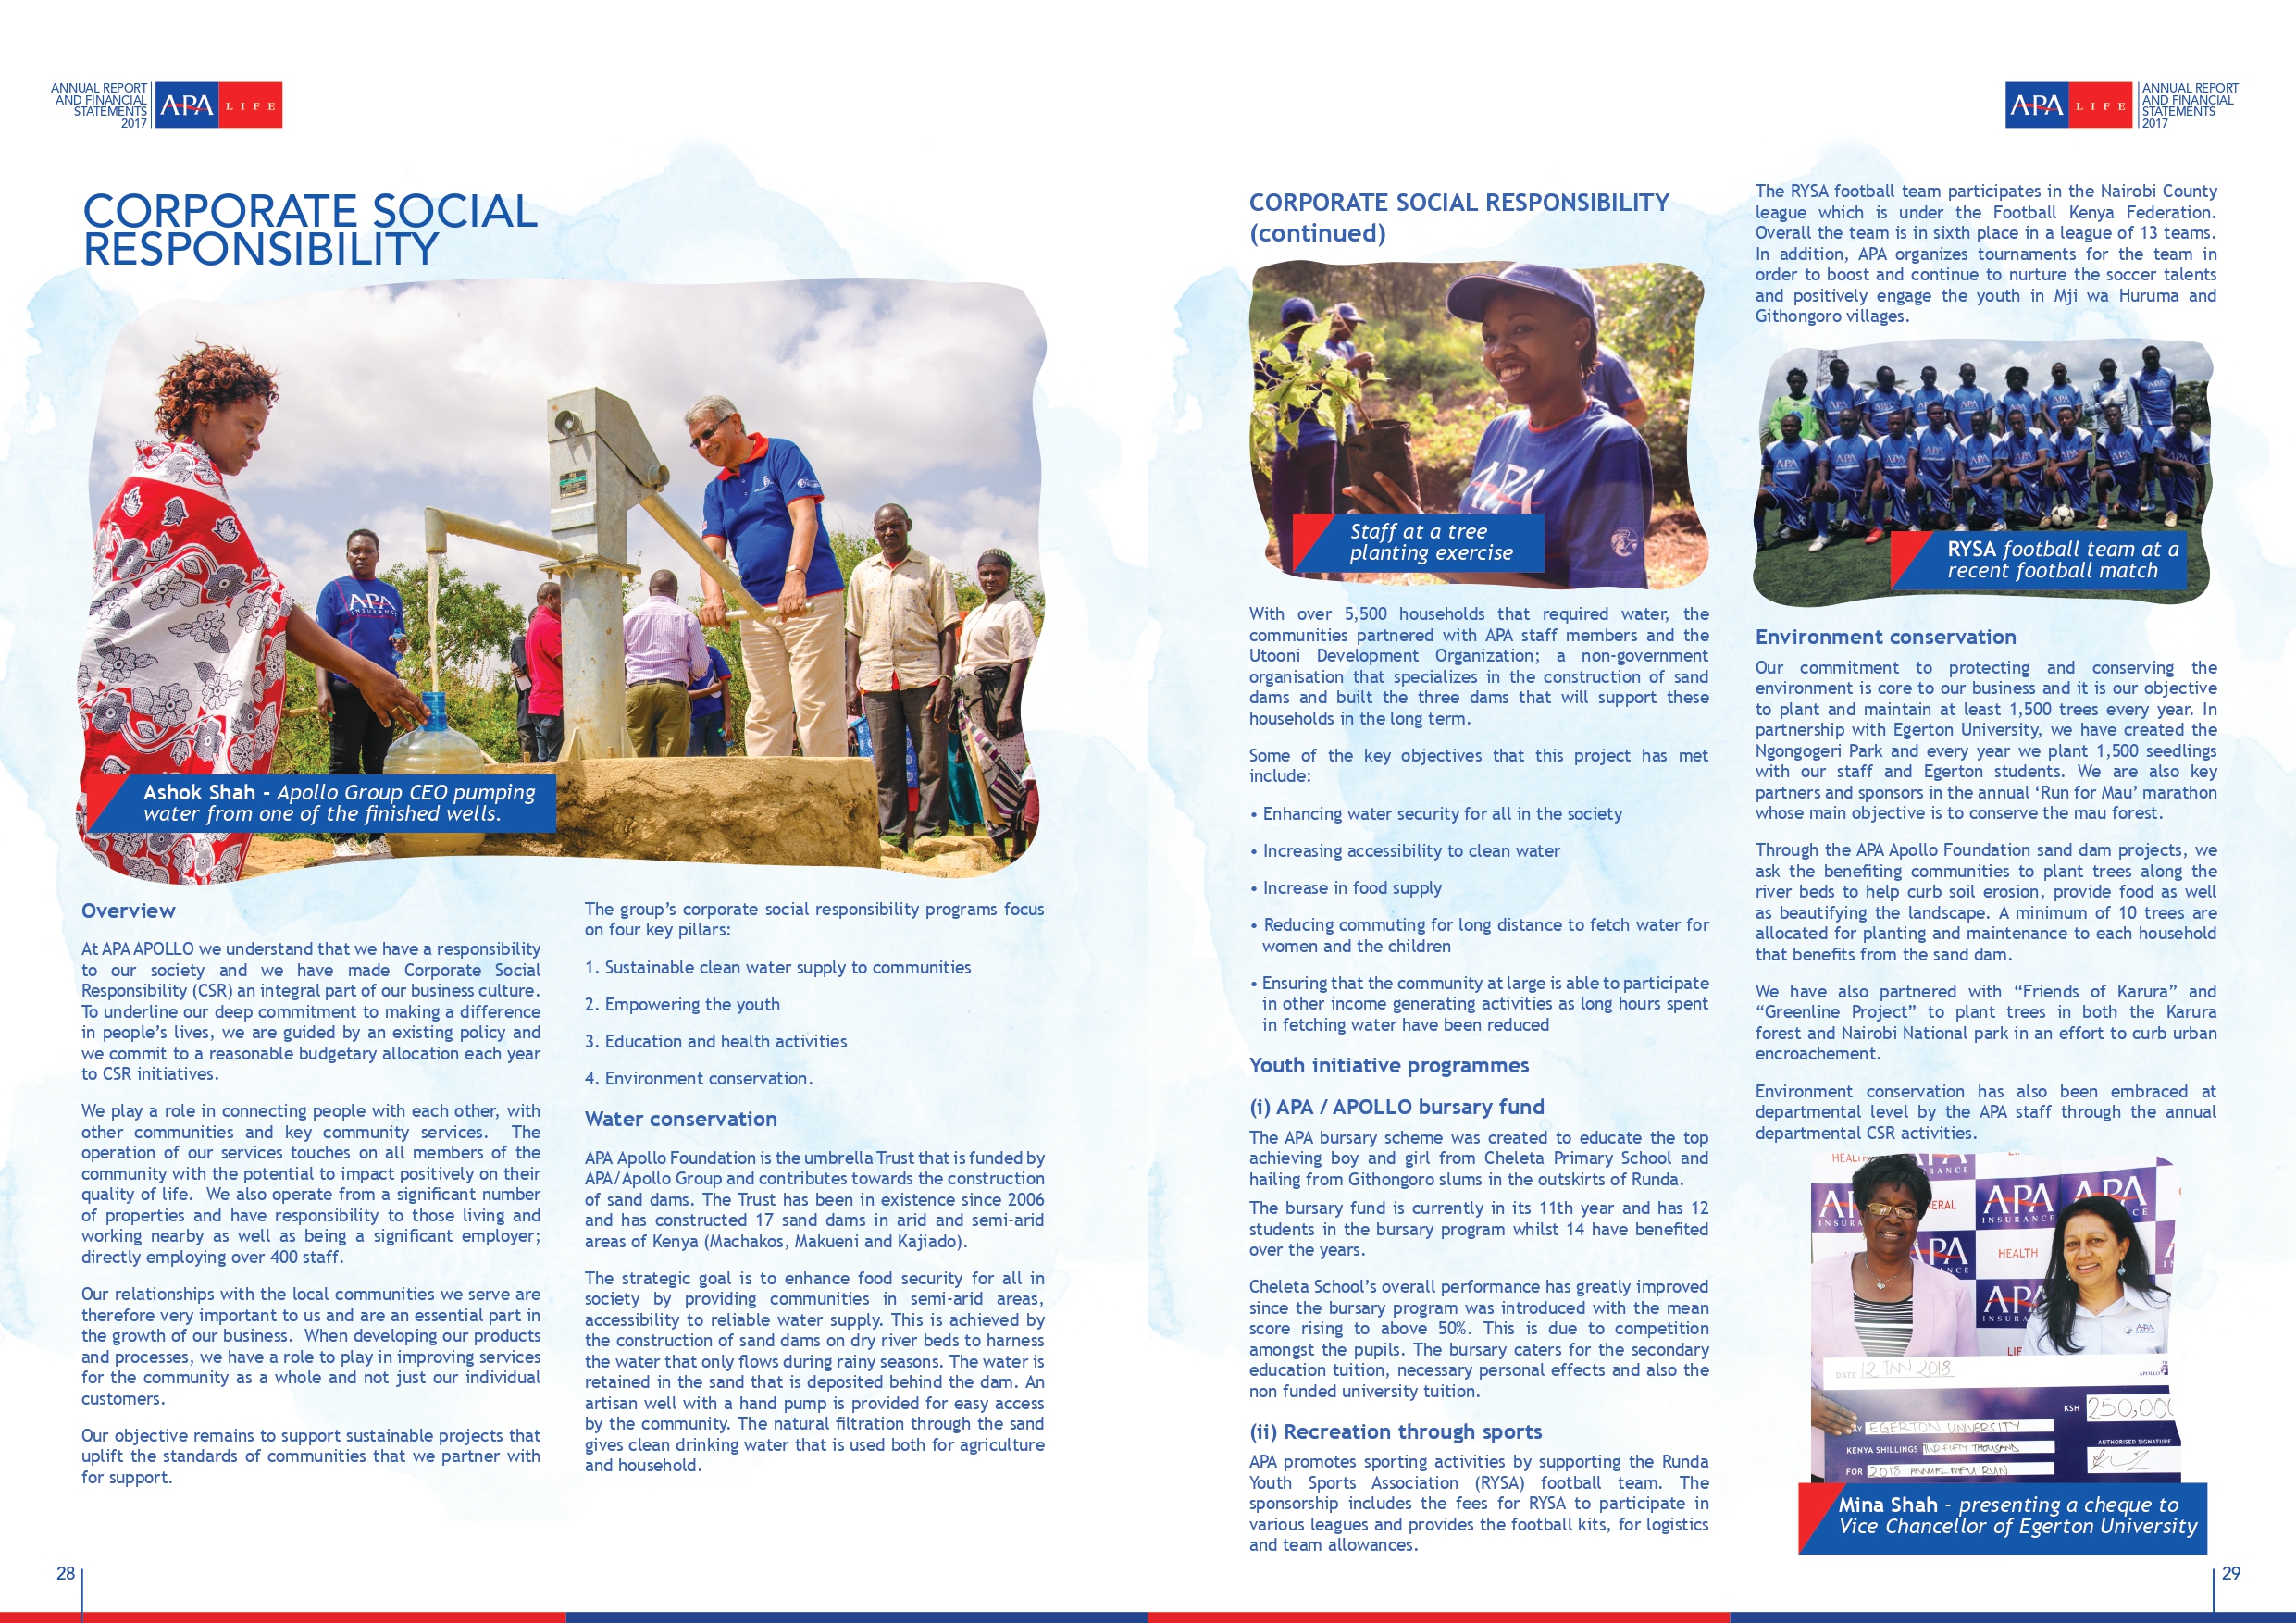 ANNUAL REPORT
AND FINANCIAL
STATEMENTS
2017
APA LIFE
CORPORATE SOCIAL
RESPONSIBILITY
APA
INSURANCE
Ashok Shah - Apollo Group CEO pumping
water from one of the finished wells.
Overview
At APA APOLLO we understand that we have a responsibility
to our society and we have made Corporate Social
Responsibility (CSR) an integral part of our business culture.
To underline our deep commitment to making a difference
in people’s lives, we are guided by an existing policy and
we commit to a reasonable budgetary allocation each year
to CSR initiatives.
We play a role in connecting people with each other, with
other communities and key community services. The
operation of our services touches on all members of the
community with the potential to impact positively on their
quality of life. We also operate from a significant number
of properties and have responsibility to those living and
working nearby as well as being a significant employer;
directly employing over 400 staff.
Our relationships with the local communities we serve are
therefore very important to us and are an essential part in
the growth of our business. When developing our products
and processes, we have a role to play in improving services
for the community as a whole and not just our individual
customers.
Our objective remains to support sustainable projects that
uplift the standards of communities that we partner with
for support.
The group’s corporate social responsibility programs focus
on four key pillars:
1. Sustainable clean water supply to communities
2. Empowering the youth
3. Education and health activities
4. Environment conservation.
Water conservation
APA Apollo Foundation is the umbrella Trust that is funded by
APA/Apollo Group and contributes towards the construction
of sand dams. The Trust has been in existence since 2006
and has constructed 17 sand dams in arid and semi-arid
areas of Kenya (Machakos, Makueni and Kajiado).
The strategic goal is to enhance food security for all in
society by providing communities in semi-arid areas,
accessibility to reliable water supply. This is achieved by
the construction of sand dams on dry river beds to harness
the water that only flows during rainy seasons. The water is
retained in the sand that is deposited behind the dam. An
artisan well with a hand pump is provided for easy access
by the community. The natural filtration through the sand
gives clean drinking water that is used both for agriculture
and household.
28
APA LIFE
ANNUAL REPORT
AND FINANCIAL
STATEMENTS
2017
CORPORATE SOCIAL RESPONSIBILITY
(continued)
APA
Staff at a tree
planting exercise
With over 5,500 households that required water, the
communities partnered with APA staff members and the
Utooni Development Organization; a non-government
organisation that specializes in the construction of sand
dams and built the three dams that will support these
households in the long term.
Some of the key objectives that this project has met
include:
• Enhancing water security for all in the society
• Increasing accessibility to clean water
• Increase in food supply
• Reducing commuting for long distance to fetch water for
women and the children
• Ensuring that the community at large is able to participate
in other income generating activities as long hours spent
in fetching water have been reduced
Youth initiative programmes
(i) APA / APOLLO bursary fund
The APA bursary scheme was created to educate the top
achieving boy and girl from Cheleta Primary School and
hailing from Githongoro slums in the outskirts of Runda.
The bursary fund is currently in its 11th year and has 12
students in the bursary program whilst 14 have benefited
over the years.
Cheleta School’s overall performance has greatly improved
since the bursary program was introduced with the mean
score rising to above 50%. This is due to competition
amongst the pupils. The bursary caters for the secondary
education tuition, necessary personal effects and also the
non funded university tuition.
(ii) Recreation through sports
APA promotes sporting activities by supporting the Runda
Youth Sports Association (RYSA) football team. The
sponsorship includes the fees for RYSA to participate in
various leagues and provides the football kits, for logistics
and team allowances.
The RYSA football team participates in the Nairobi County
league which is under the Football Kenya Federation.
Overall the team is in sixth place in a league of 13 teams.
In addition, APA organizes tournaments for the team in
order to boost and continue to nurture the soccer talents
and positively engage the youth in Mji wa Huruma and
Githongoro villages.
RYSA football team at a
recent football match
Environment conservation
Our commitment to protecting and conserving the
environment is core to our business and it is our objective
to plant and maintain at least 1,500 trees every year. In
partnership with Egerton University, we have created the
Ngongogeri Park and every year we plant 1,500 seedlings
with our staff and Egerton students. We are also key
partners and sponsors in the annual ‘Run for Mau’ marathon
whose main objective is to conserve the mau forest.
Through the APA Apollo Foundation sand dam projects, we
ask the benefiting communities to plant trees along the
river beds to help curb soil erosion, provide food as well
as beautifying the landscape. A minimum of 10 trees are
allocated for planting and maintenance to each household
that benefits from the sand dam.
We have also partnered with “Friends of Karura” and
“Greenline Project” to plant trees in both the Karura
forest and Nairobi National park in an effort to curb urban
encroachement.
Environment conservation has also been embraced at
departmental level by the APA staff through the annual
departmental CSR activities.
APA
INSURANCE
HEALTH
DATE 12 JAN 2018
APOLLO
KSH 250,000
EGERTON UNIVERSITY
KENYA SHILLINGS TWO FIFTY THOUSAND
AUTHORISED SIGNATURE
FOR 2018 ANNUAL MAU RUN
Mina Shah - presenting a cheque to
Vice Chancellor of Egerton University
29